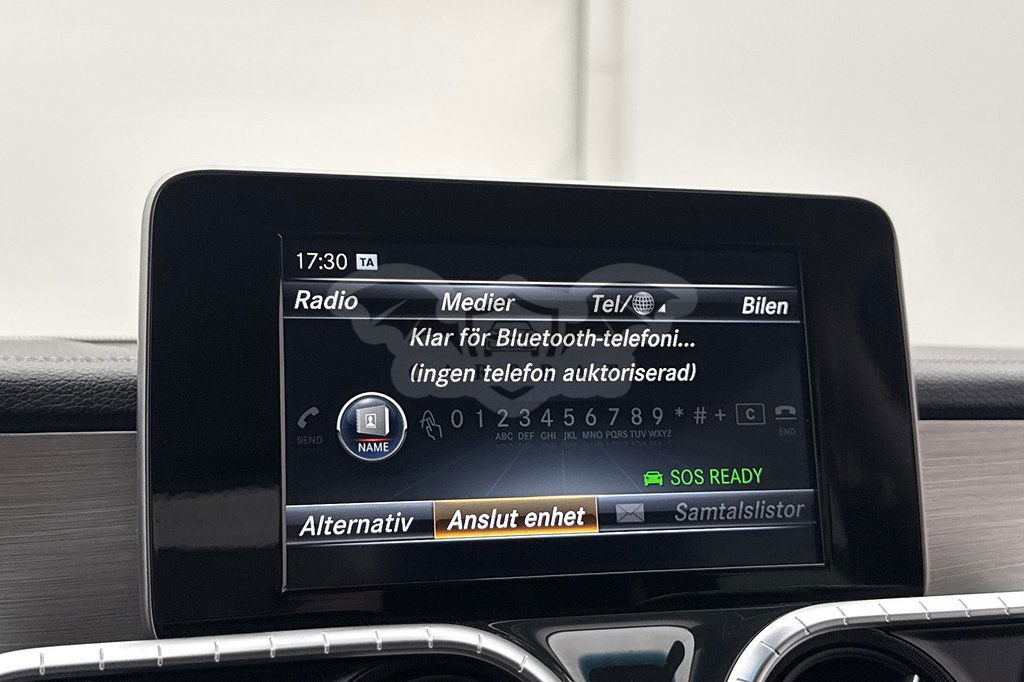 17:30 TA
Radio Medier Tel/ Bilen
Klar för Bluetooth-telefoni...
(ingen telefon auktoriserad)
0 1 2 3 4 5 6 7 8 9 * # + C
SEND NAME ABC DEF GHI JKL MNO PQRS TUV WXYZ END
SOS READY
Alternativ Anslut enhet Samtalslistor